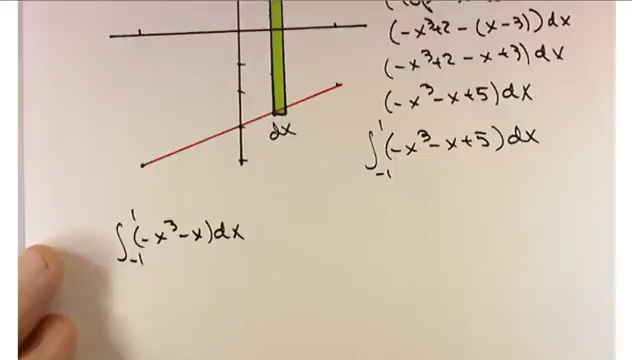 (-x³+2 - (x-3))dx
(-x³+2 - x+3)dx
(-x³-x+5)dx
∫₋₁¹(-x³-x+5)dx
dx
∫₋₁¹(-x³-x)dx